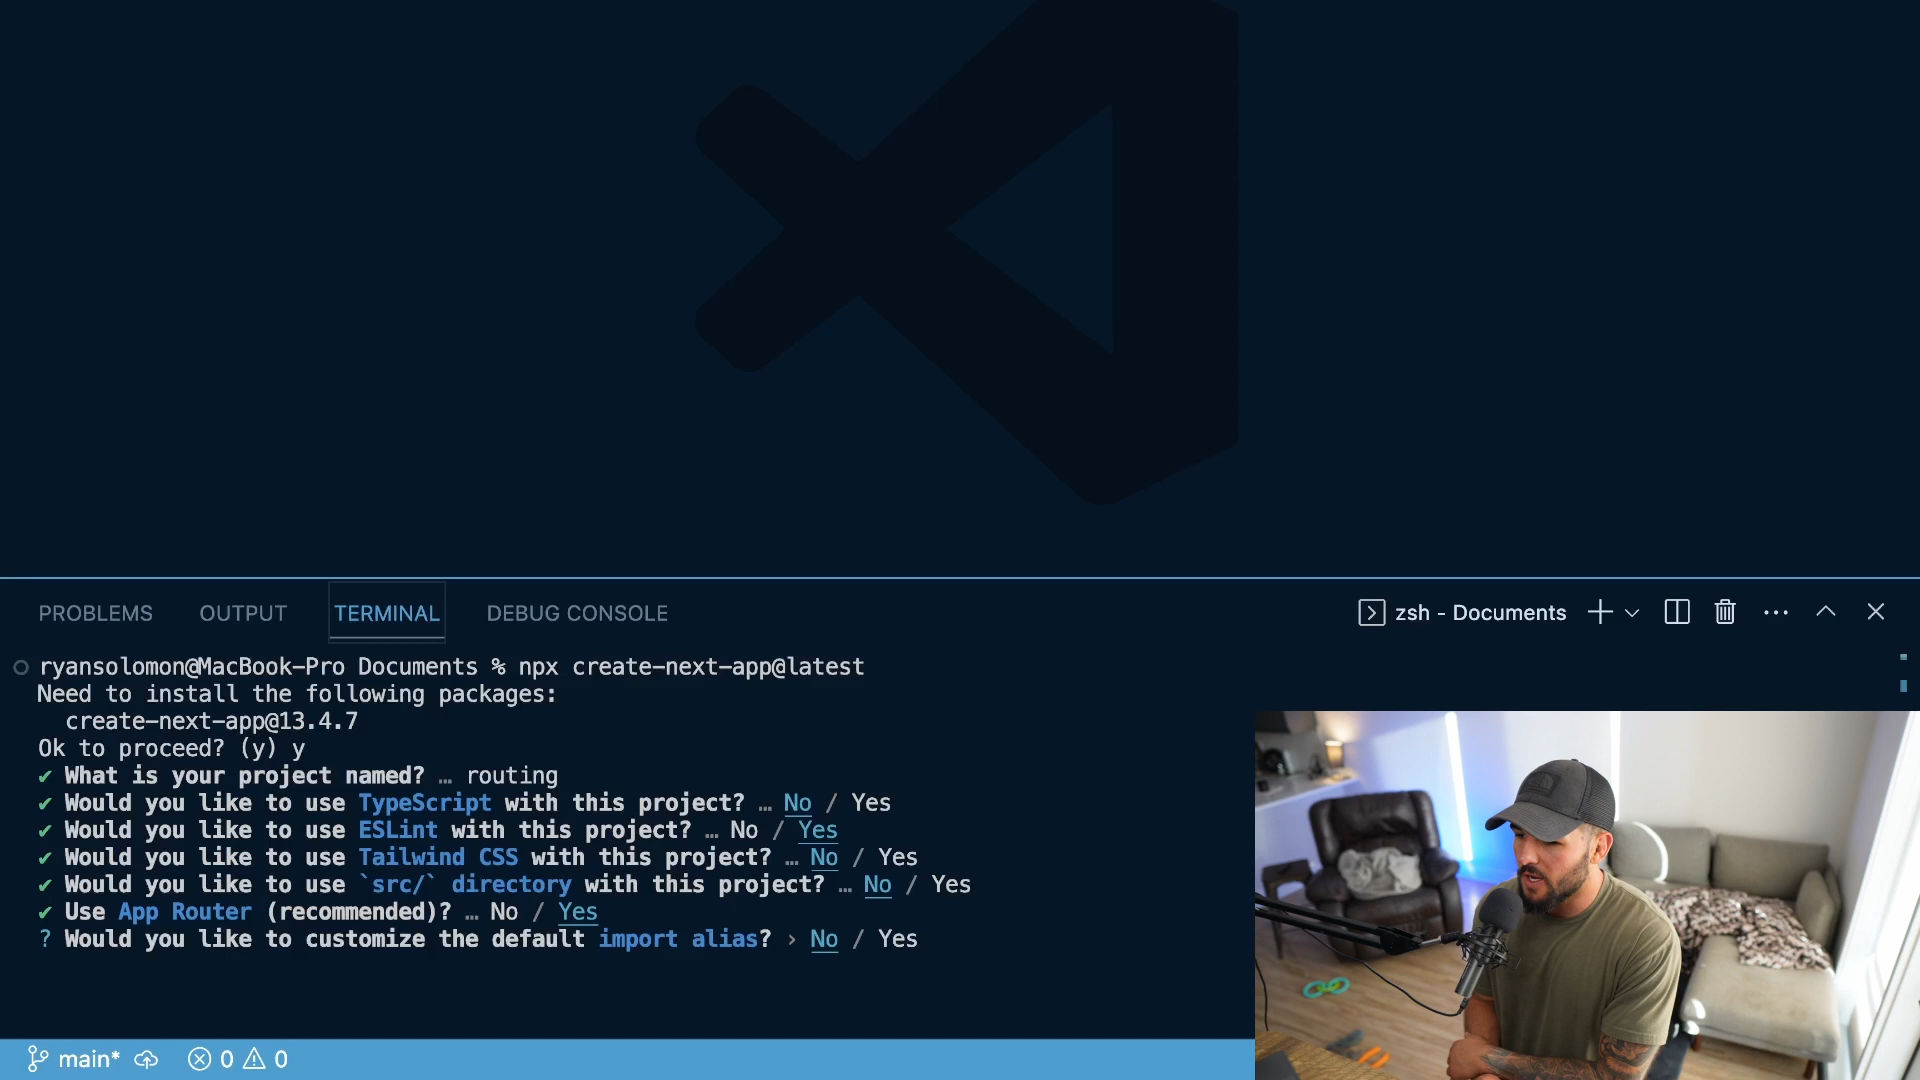 PROBLEMS OUTPUT TERMINAL DEBUG CONSOLE zsh - Documents
ryansolomon@MacBook-Pro Documents % npx create-next-app@latest
Need to install the following packages:
create-next-app@13.4.7
Ok to proceed? (y) y
✔ What is your project named? … routing
✔ Would you like to use TypeScript with this project? … No / Yes
✔ Would you like to use ESLint with this project? … No / Yes
✔ Would you like to use Tailwind CSS with this project? … No / Yes
✔ Would you like to use `src/` directory with this project? … No / Yes
✔ Use App Router (recommended)? … No / Yes
? Would you like to customize the default import alias? › No / Yes
main* 0 0